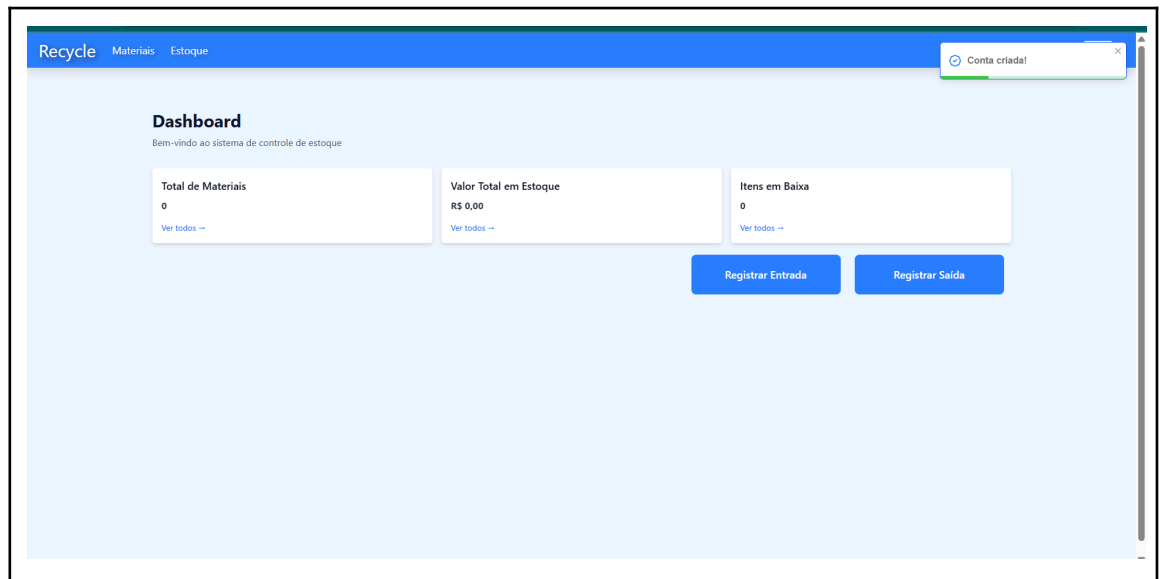 Recycle Materiais Estoque
Conta criada!
Dashboard
Bem-vindo ao sistema de controle de estoque
Total de Materiais
0
Ver todos →
Valor Total em Estoque
R$ 0,00
Ver todos →
Itens em Baixa
0
Ver todos →
Registrar Entrada
Registrar Saída